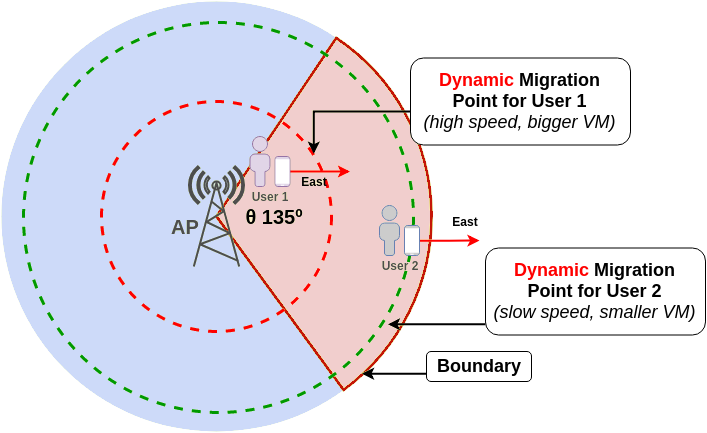 Dynamic Migration
Point for User 1
(high speed, bigger VM)
East
User 1
θ 135º
AP
East
User 2
Dynamic Migration
Point for User 2
(slow speed, smaller VM)
Boundary